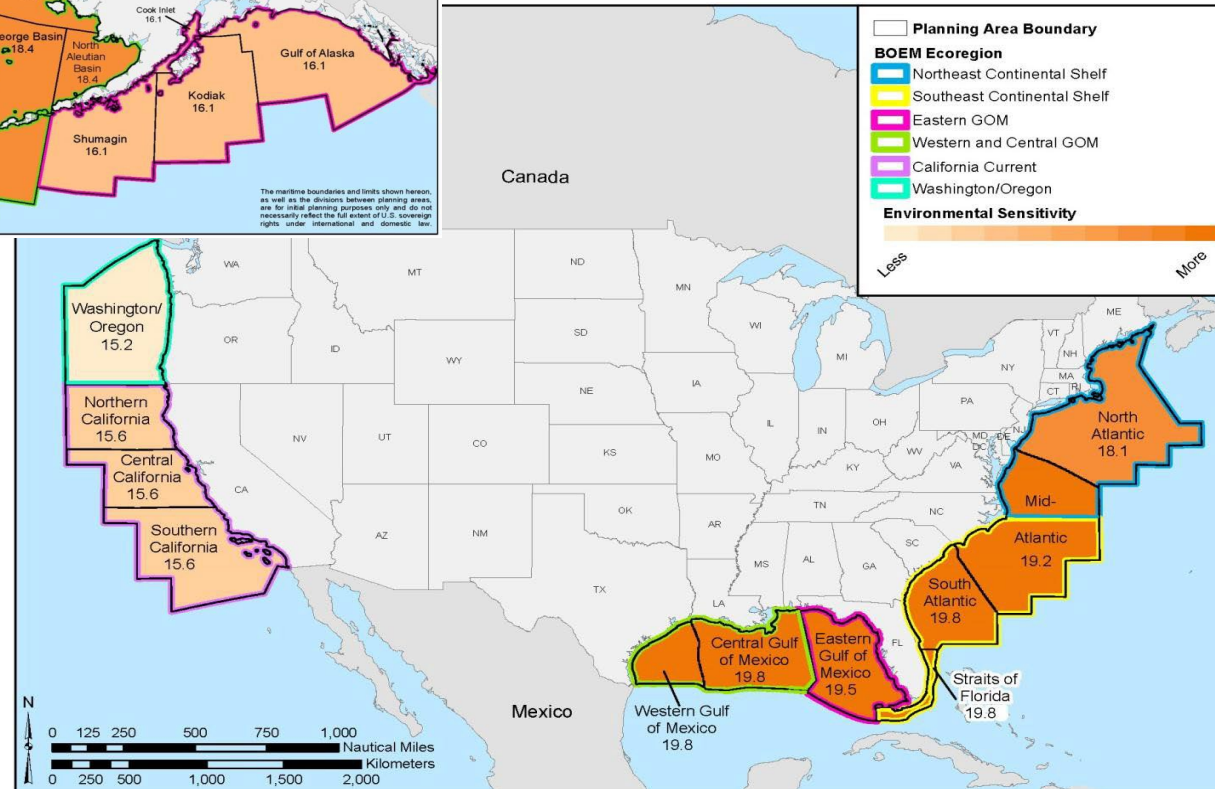 Cook Inlet
16.1
eorge Basin
18.4
North
Aleutian
Basin
18.4
Gulf of Alaska
16.1
Kodiak
16.1
Shumagin
16.1
The maritime boundaries and limits shown hereon,
as well as the divisions between planning areas,
are for initial planning purposes only and do not
necessarily reflect the full extent of U.S. sovereign
rights under international and domestic law.
Planning Area Boundary
BOEM Ecoregion
Northeast Continental Shelf
Southeast Continental Shelf
Eastern GOM
Western and Central GOM
California Current
Washington/Oregon
Environmental Sensitivity
Less
More
Canada
Washington/
Oregon
15.2
Northern
California
15.6
Central
California
15.6
Southern
California
15.6
WA
MT
ND
MN
OR
ID
WY
SD
WI
MI
NY
VT
NH
ME
MA
CT
RI
NV
UT
CO
NE
IA
IL
IN
OH
PA
NJ
MD
DE
DC
CA
AZ
NM
KS
MO
KY
WV
VA
OK
AR
TN
NC
TX
LA
MS
AL
GA
SC
FL
North
Atlantic
18.1
Mid-
Atlantic
19.2
South
Atlantic
19.8
Straits of
Florida
19.8
Eastern
Gulf of
Mexico
19.5
Central Gulf
of Mexico
19.8
Western Gulf
of Mexico
19.8
Mexico
N
0 125 250 500 750 1,000
Nautical Miles
Kilometers
0 250 500 1,000 1,500 2,000